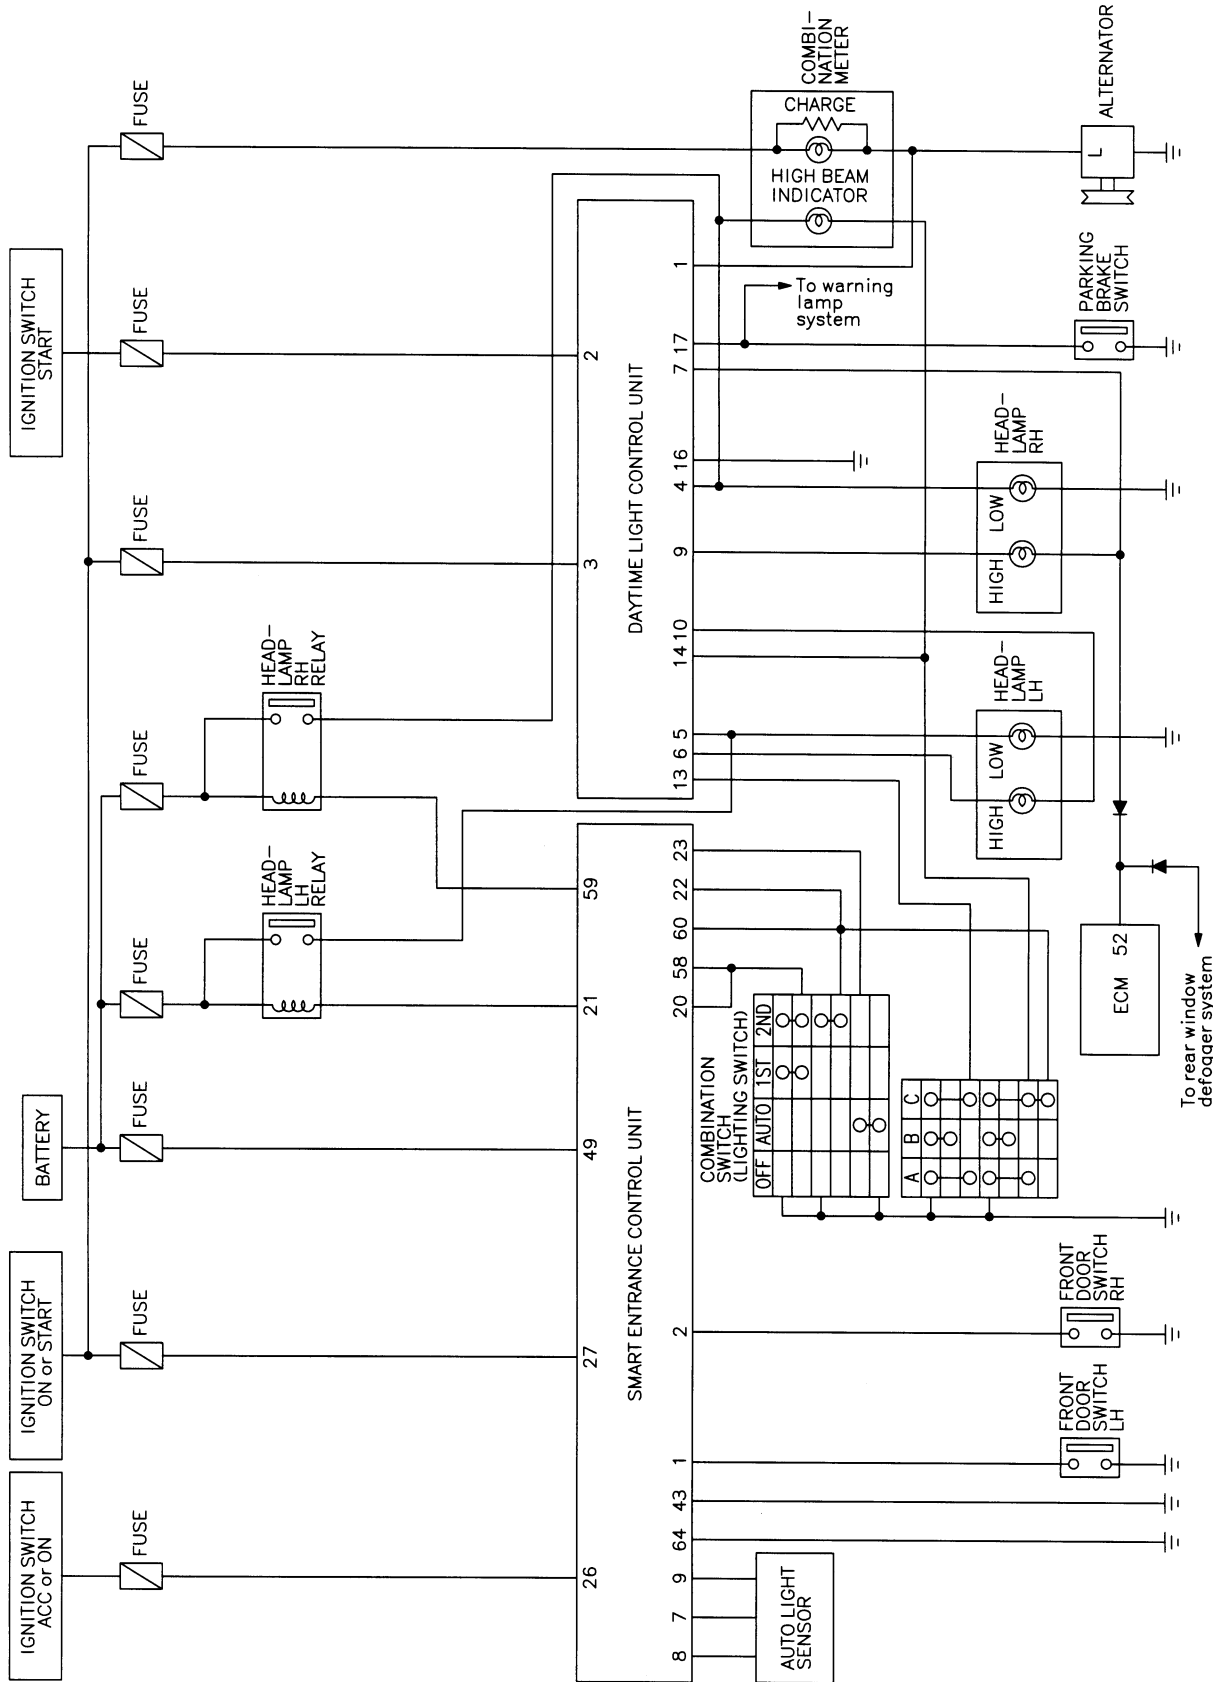 IGNITION SWITCH
ACC or ON
IGNITION SWITCH
ON or START
BATTERY
IGNITION SWITCH
START
FUSE
FUSE
FUSE
FUSE
FUSE
FUSE
FUSE
FUSE
HEAD-
LAMP
LH
RELAY
HEAD-
LAMP
RH
RELAY
26
27
49
21
59
SMART ENTRANCE CONTROL UNIT
8
7
9
64
43
1
2
20
58
60
22
23
3
2
DAYTIME LIGHT CONTROL UNIT
13
6
5
14
10
9
4
16
7
17
1
AUTO LIGHT
SENSOR
COMBINATION
SWITCH
(LIGHTING SWITCH)
OFF
AUTO
1ST
2ND
A
B
C
To warning
lamp
system
COMBI-
NATION
METER
CHARGE
HIGH BEAM
INDICATOR
HEAD-
LAMP
LH
HIGH
LOW
HEAD-
LAMP
RH
HIGH
LOW
FRONT
DOOR
SWITCH
LH
FRONT
DOOR
SWITCH
RH
ECM
52
To rear window
defogger system
PARKING
BRAKE
SWITCH
L
ALTERNATOR